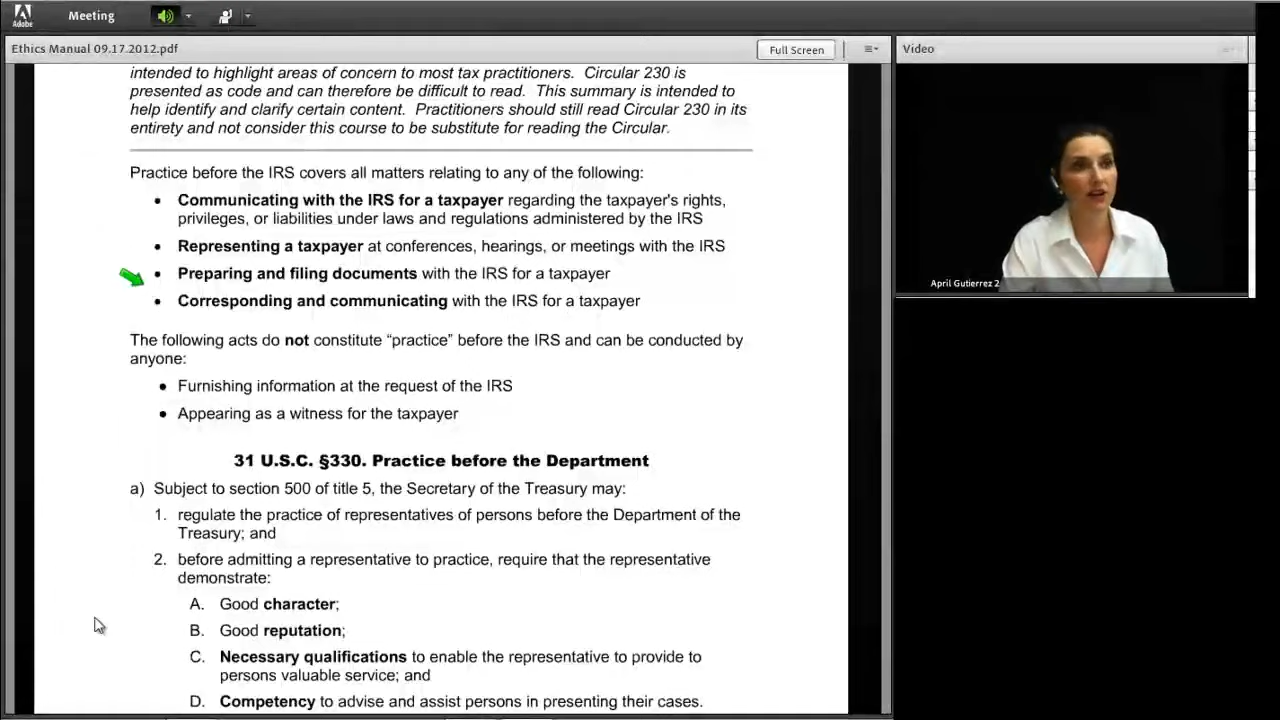 Adobe
Meeting
Ethics Manual 09.17.2012.pdf
Full Screen
Video
intended to highlight areas of concern to most tax practitioners. Circular 230 is
presented as code and can therefore be difficult to read. This summary is intended to
help identify and clarify certain content. Practitioners should still read Circular 230 in its
entirety and not consider this course to be substitute for reading the Circular.
Practice before the IRS covers all matters relating to any of the following:
• Communicating with the IRS for a taxpayer regarding the taxpayer's rights,
privileges, or liabilities under laws and regulations administered by the IRS
• Representing a taxpayer at conferences, hearings, or meetings with the IRS
• Preparing and filing documents with the IRS for a taxpayer
• Corresponding and communicating with the IRS for a taxpayer
The following acts do not constitute “practice” before the IRS and can be conducted by
anyone:
• Furnishing information at the request of the IRS
• Appearing as a witness for the taxpayer
31 U.S.C. §330. Practice before the Department
a) Subject to section 500 of title 5, the Secretary of the Treasury may:
1. regulate the practice of representatives of persons before the Department of the
Treasury; and
2. before admitting a representative to practice, require that the representative
demonstrate:
A. Good character;
B. Good reputation;
C. Necessary qualifications to enable the representative to provide to
persons valuable service; and
D. Competency to advise and assist persons in presenting their cases.
April Gutierrez 2